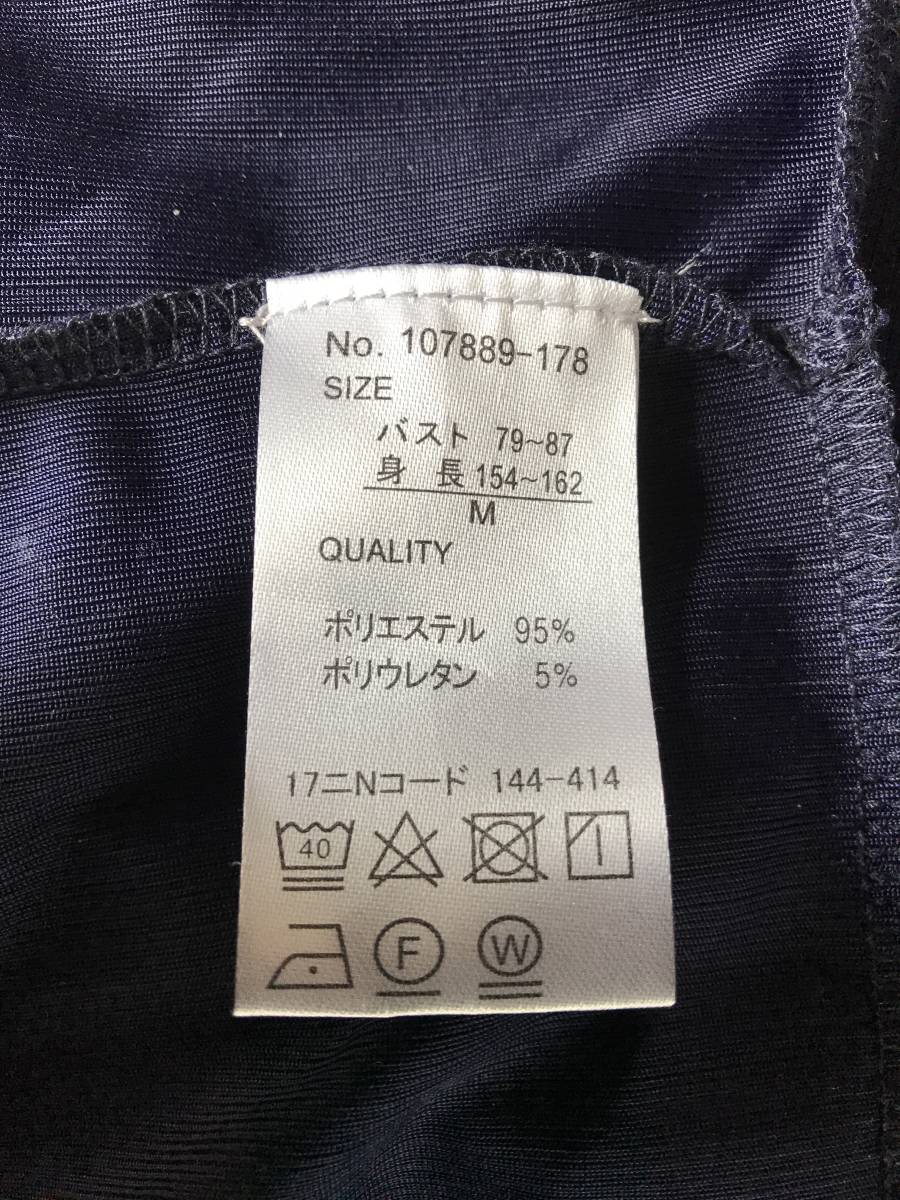 No. 107889-178
SIZE
バスト 79~87
身 長 154~162
M
QUALITY
ポリエステル 95%
ポリウレタン 5%
17ニNコード 144-414
40
F W